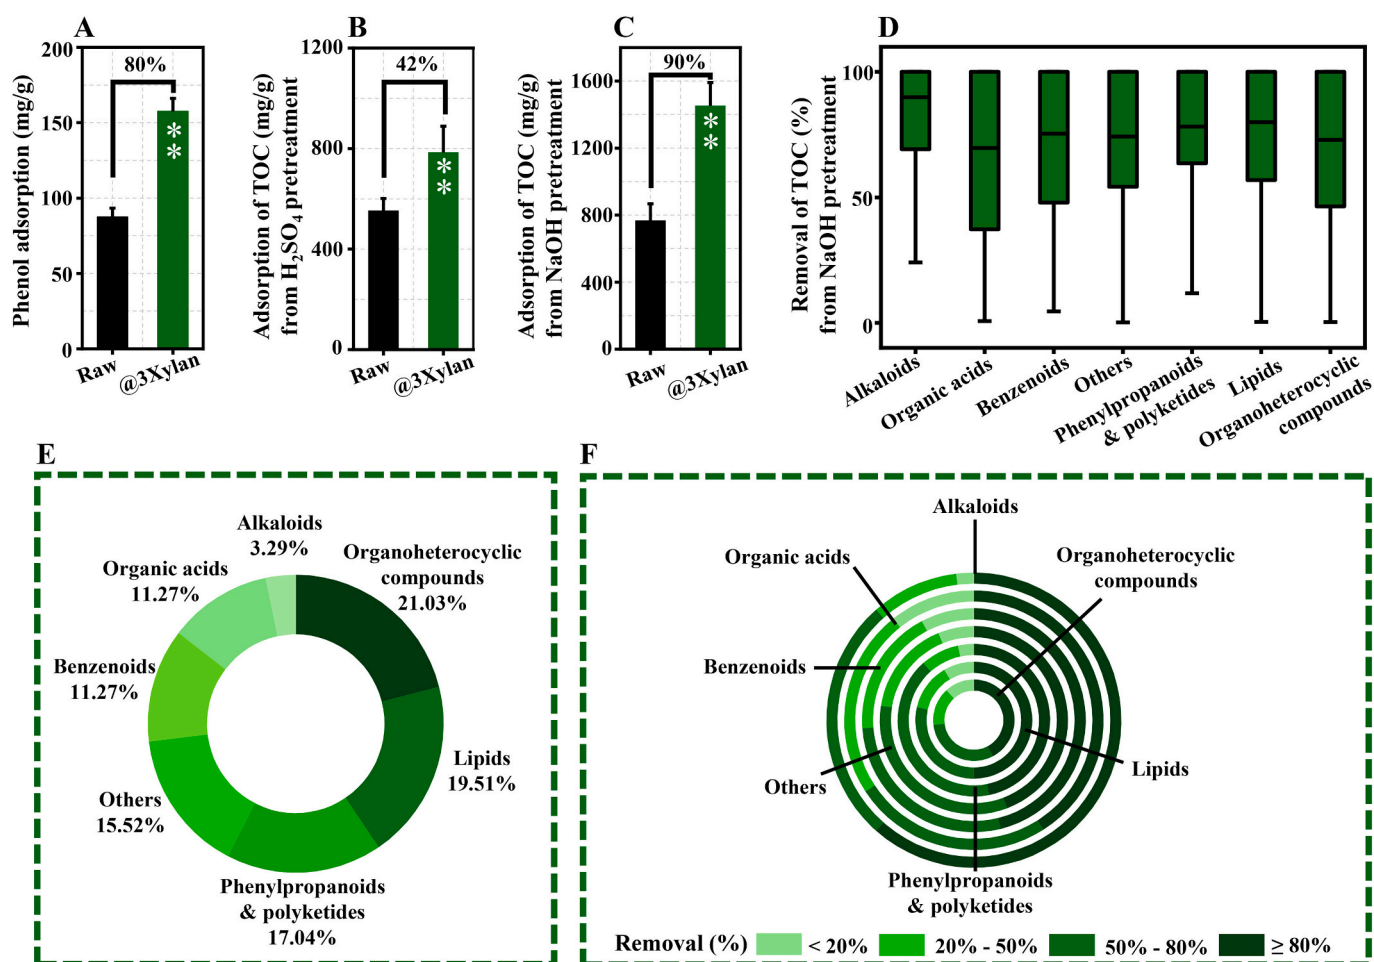 A
Phenol adsorption (mg/g)
200
150
100
50
0
80%
**
Raw
@3Xylan
B
Adsorption of TOC (mg/g)
from H₂SO₄ pretreatment
1200
800
400
0
42%
**
Raw
@3Xylan
C
Adsorption of TOC (mg/g)
from NaOH pretreatment
1600
1200
800
400
0
90%
**
Raw
@3Xylan
D
Removal of TOC (%)
from NaOH pretreatment
100
50
0
Alkaloids
Organic acids
Benzenoids
Others
Phenylpropanoids
& polyketides
Lipids
Organoheterocyclic
compounds
E
Alkaloids
3.29%
Organoheterocyclic
compounds
21.03%
Organic acids
11.27%
Benzenoids
11.27%
Lipids
19.51%
Others
15.52%
Phenylpropanoids
& polyketides
17.04%
F
Alkaloids
Organic acids
Organoheterocyclic
compounds
Benzenoids
Others
Lipids
Phenylpropanoids
& polyketides
Removal (%)
< 20%
20% - 50%
50% - 80%
≥ 80%